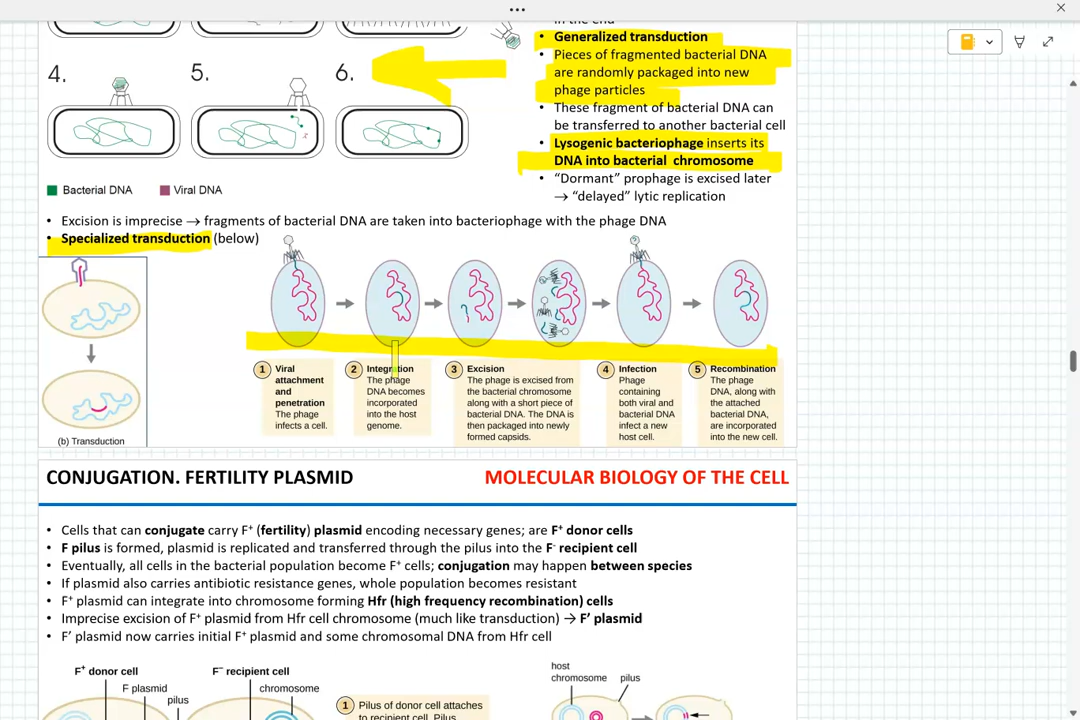 in the end
• Generalized transduction
• Pieces of fragmented bacterial DNA
are randomly packaged into new
phage particles
• These fragment of bacterial DNA can
be transferred to another bacterial cell
• Lysogenic bacteriophage inserts its
DNA into bacterial chromosome
• “Dormant” prophage is excised later
→ “delayed” lytic replication
4.
5.
6.
Bacterial DNA
Viral DNA
• Excision is imprecise → fragments of bacterial DNA are taken into bacteriophage with the phage DNA
• Specialized transduction (below)
(b) Transduction
1 Viral
attachment
and
penetration
The phage
infects a cell.
2 Integration
The phage
DNA becomes
incorporated
into the host
genome.
3 Excision
The phage is excised from
the bacterial chromosome
along with a short piece of
bacterial DNA. The DNA is
then packaged into newly
formed capsids.
4 Infection
Phage
containing
both viral and
bacterial DNA
infect a new
host cell.
5 Recombination
The phage
DNA, along with
the attached
bacterial DNA,
are incorporated
into the new cell.
CONJUGATION. FERTILITY PLASMID
MOLECULAR BIOLOGY OF THE CELL
• Cells that can conjugate carry F⁺ (fertility) plasmid encoding necessary genes; are F⁺ donor cells
• F pilus is formed, plasmid is replicated and transferred through the pilus into the F⁻ recipient cell
• Eventually, all cells in the bacterial population become F⁺ cells; conjugation may happen between species
• If plasmid also carries antibiotic resistance genes, whole population becomes resistant
• F⁺ plasmid can integrate into chromosome forming Hfr (high frequency recombination) cells
• Imprecise excision of F⁺ plasmid from Hfr cell chromosome (much like transduction) → F’ plasmid
• F’ plasmid now carries initial F⁺ plasmid and some chromosomal DNA from Hfr cell
F⁺ donor cell
F plasmid
pilus
F⁻ recipient cell
chromosome
1 Pilus of donor cell attaches
to recipient cell. Pilus
host
chromosome
pilus